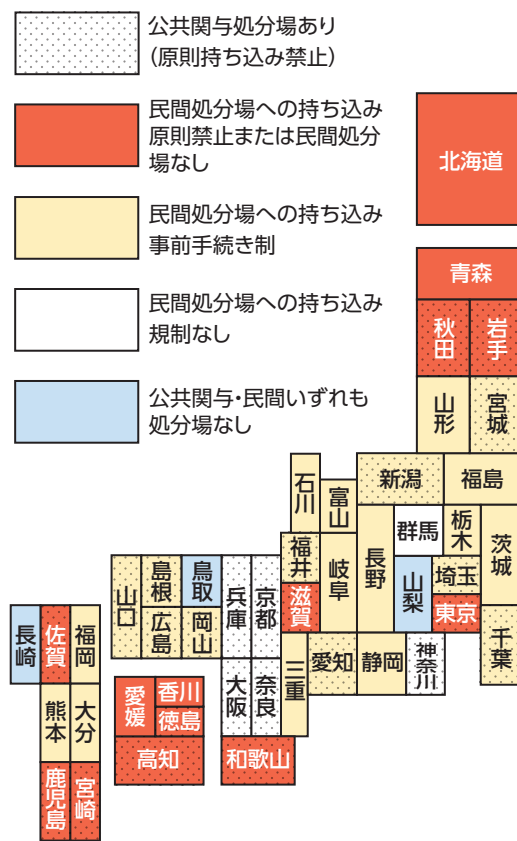 公共関与処分場あり
(原則持ち込み禁止)
民間処分場への持ち込み
原則禁止または民間処分
場なし
民間処分場への持ち込み
事前手続き制
民間処分場への持ち込み
規制なし
公共関与・民間いずれも
処分場なし
北海道
青森
秋田
岩手
山形
宮城
新潟
福島
石川
富山
群馬
栃木
茨城
福井
岐阜
長野
山梨
埼玉
滋賀
東京
千葉
山口
島根
鳥取
兵庫
京都
広島
岡山
長崎
佐賀
福岡
三重
愛知
静岡
神奈川
大阪
奈良
熊本
大分
愛媛
香川
徳島
高知
和歌山
鹿児島
宮崎